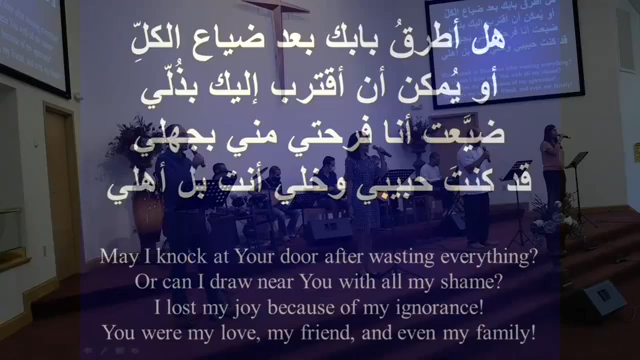 هل أطرقُ بابك بعد ضياع الكلِّ
أو يُمكن أن أقترب إليك بذُلّي
ضيَّعت أنا فرحتي مني بجهلي
قد كنت حبيبي وخلي أنت بل أهلي
May I knock at Your door after wasting everything?
Or can I draw near You with all my shame?
I lost my joy because of my ignorance!
You were my love, my friend, and even my family!